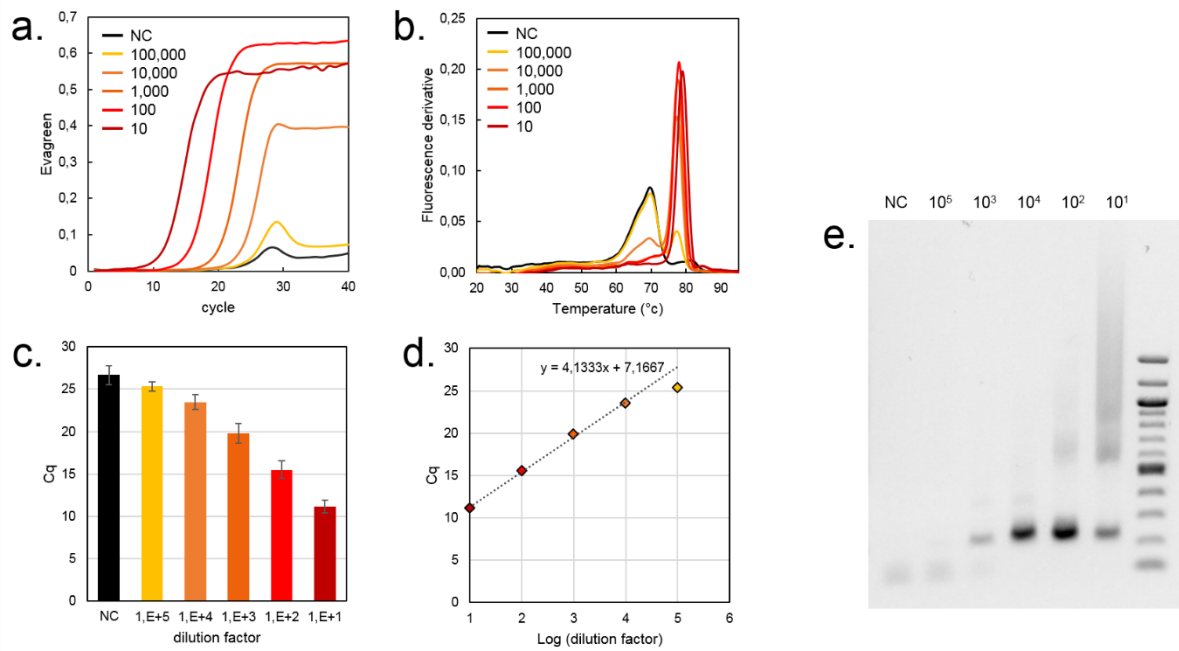 a.
0,7
0,6
0,5
0,4
0,3
0,2
0,1
0
0 10 20 30 40
Evagreen
cycle
NC
100,000
10,000
1,000
100
10
b.
0,25
0,20
0,15
0,10
0,05
0,00
20 30 40 50 60 70 80 90
Fluorescence derivative
Temperature (°c)
NC
100,000
10,000
1,000
100
10
c.
30
25
20
15
10
5
0
Cq
NC 1,E+5 1,E+4 1,E+3 1,E+2 1,E+1
dilution factor
d.
30
25
20
15
10
5
0
Cq
y = 4,1333x + 7,1667
1 2 3 4 5 6
Log (dilution factor)
e.
NC 10⁵ 10³ 10⁴ 10² 10¹